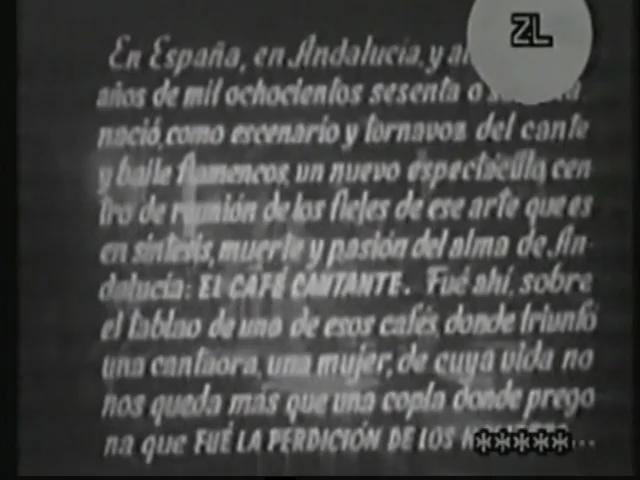 ZL
En España, en Andalucía, y
años de mil ochocientos sesenta o
nació, como escenario y tornavoz del cante
y baile flamencos, un nuevo espectáculo, cen
tro de reunión de los fieles de ese arte que es
en síntesis, muerte y pasión del alma de An-
dalucía: EL CAFÉ CANTANTE. Fué ahí, sobre
el tablao de uno de esos cafés, donde triunfó
una cantaora, una mujer, de cuya vida no
nos queda más que una copla donde prego
na que FUÉ LA PERDICIÓN DE LOS *****...